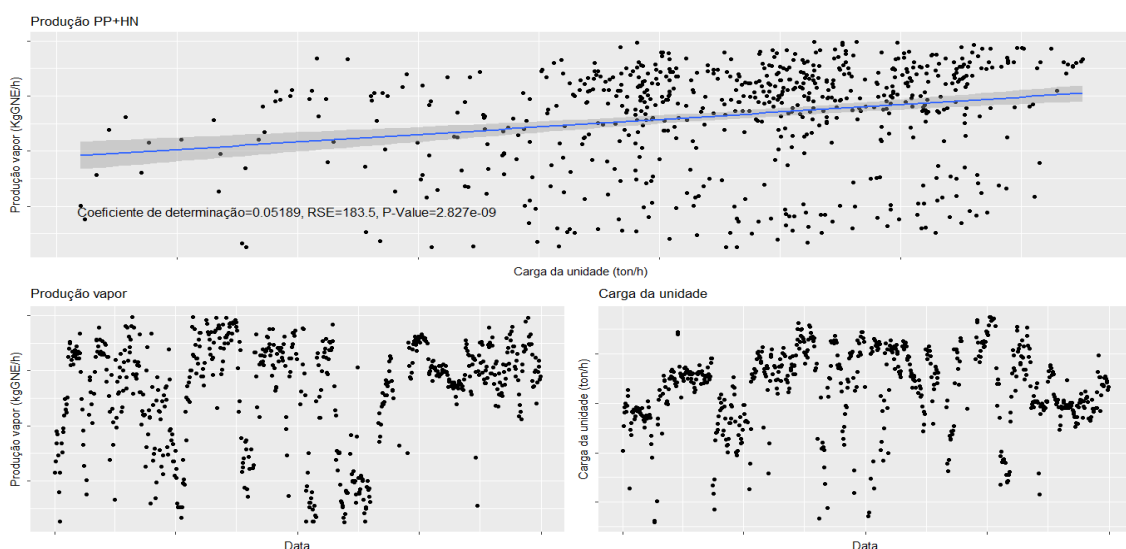 Produção PP+HN
Produção vapor (KgGNE/h)
Coeficiente de determinação=0.05189, RSE=183.5, P-Value=2.827e-09
Carga da unidade (ton/h)
Produção vapor
Produção vapor (kgGNE/h)
Data
Carga da unidade
Carga da unidade (ton/h)
Data